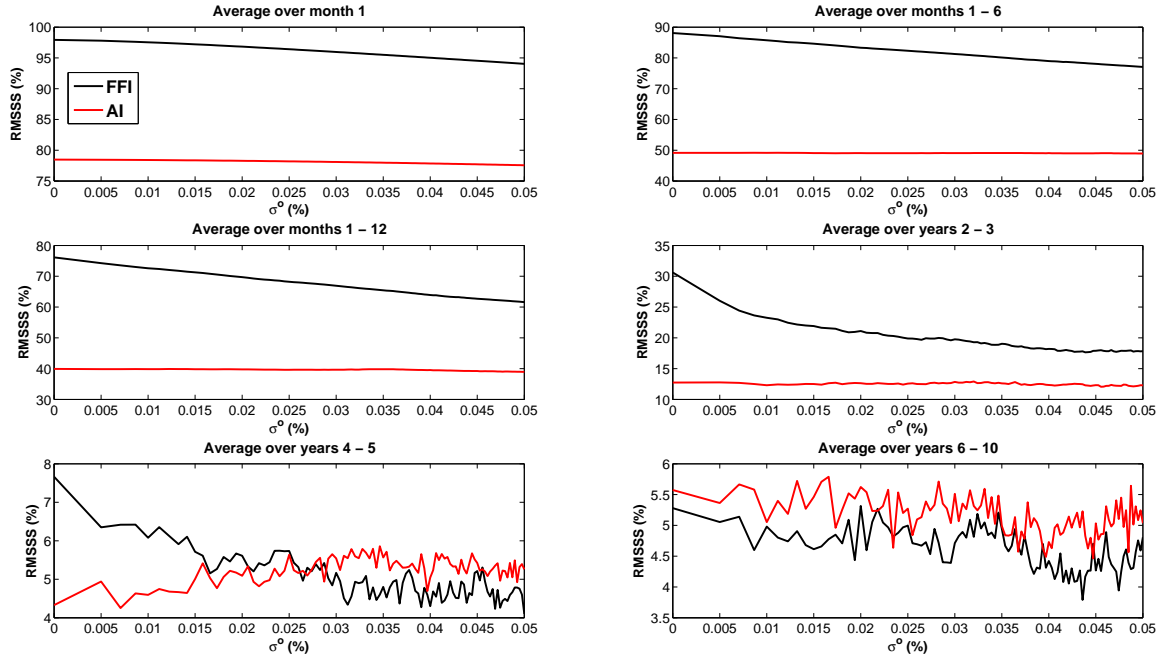 Average over month 1
100
95
90
85
80
75
RMSSS (%)
FFI
AI
0 0.005 0.01 0.015 0.02 0.025 0.03 0.035 0.04 0.045 0.05
σº (%)
Average over months 1 – 6
90
80
70
60
50
40
RMSSS (%)
0 0.005 0.01 0.015 0.02 0.025 0.03 0.035 0.04 0.045 0.05
σº (%)
Average over months 1 – 12
80
70
60
50
40
30
RMSSS (%)
0 0.005 0.01 0.015 0.02 0.025 0.03 0.035 0.04 0.045 0.05
σº (%)
Average over years 2 – 3
35
30
25
20
15
10
RMSSS (%)
0 0.005 0.01 0.015 0.02 0.025 0.03 0.035 0.04 0.045 0.05
σº (%)
Average over years 4 – 5
8
7
6
5
4
RMSSS (%)
0 0.005 0.01 0.015 0.02 0.025 0.03 0.035 0.04 0.045 0.05
σº (%)
Average over years 6 – 10
6
5.5
5
4.5
4
3.5
RMSSS (%)
0 0.005 0.01 0.015 0.02 0.025 0.03 0.035 0.04 0.045 0.05
σº (%)